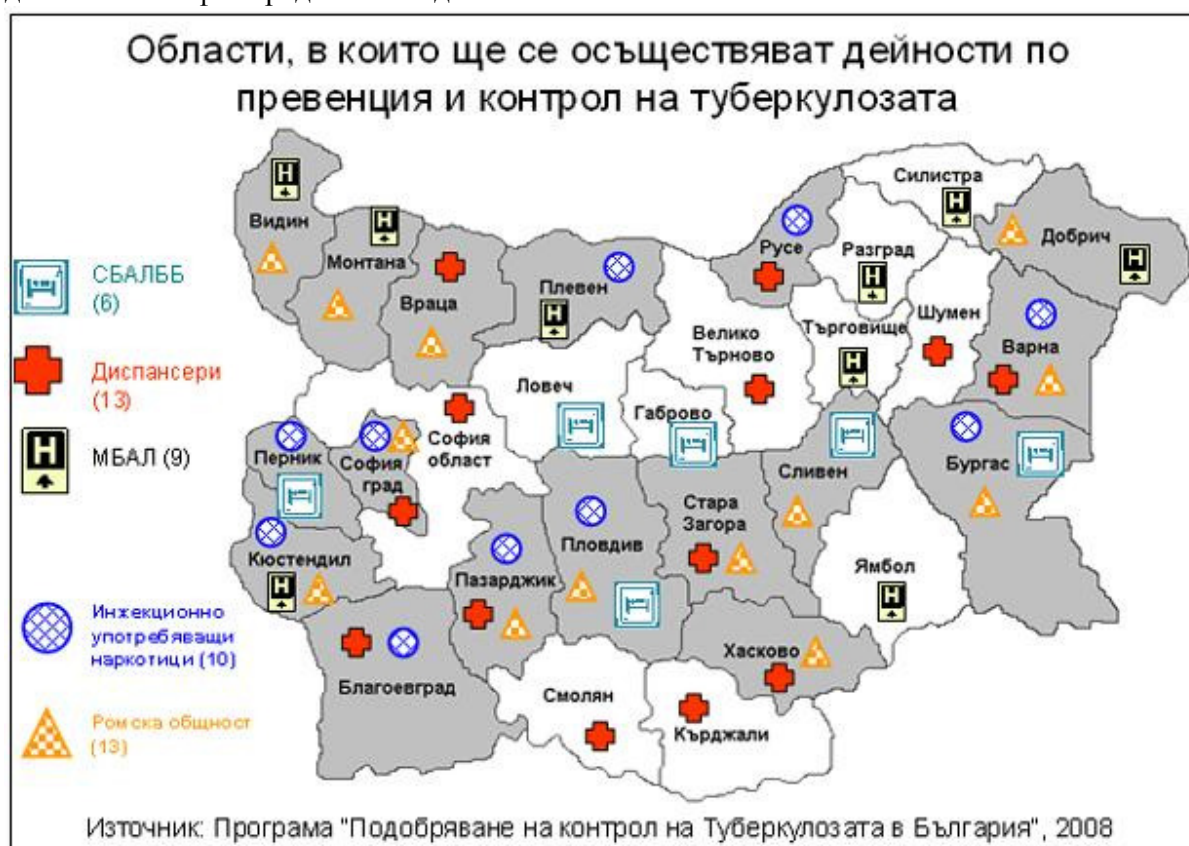 Области, в които ще се осъществяват дейности по
превенция и контрол на туберкулозата
Силистра
Видин
Добрич
Монтана
Русе
Разград
СБАЛББ
(6)
Враца
Плевен
Шумен
Велико
Търново
Търговище
Варна
Диспансери
(13)
Ловеч
Габрово
МБАЛ (9)
София
област
Перник
София
град
Сливен
Бургас
Стара
Загора
Пловдив
Кюстендил
Пазарджик
Ямбол
Инжекционно
употребяващи
наркотици (10)
Хасково
Благоевград
Смолян
Ромска общност
(13)
Кърджали
Източник: Програма "Подобряване на контрол на Туберкулозата в България", 2008